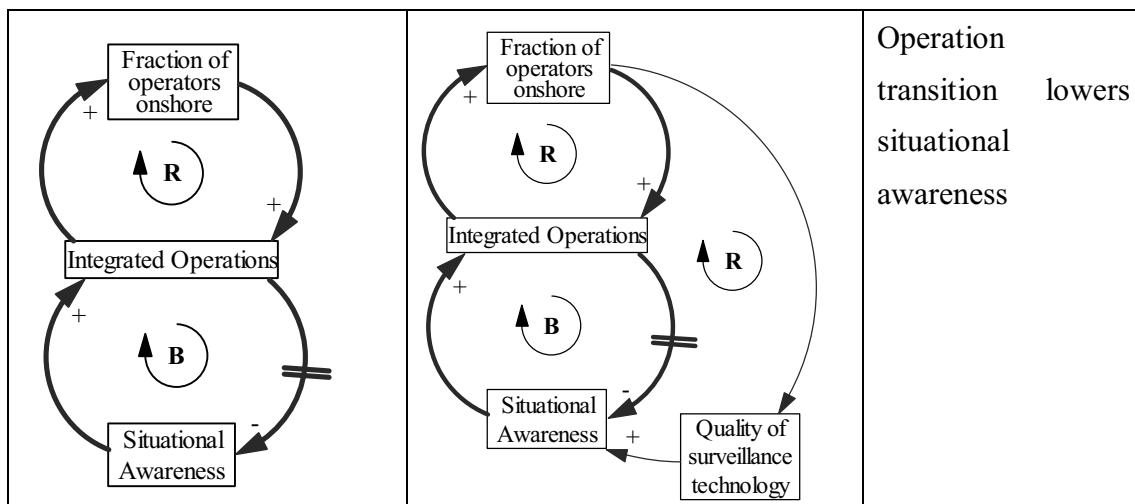 Fraction of
operators
onshore
+
R
+
Integrated Operations
+
B
-
Situational
Awareness
Fraction of
operators
onshore
+
R
+
Integrated Operations
R
+
B
-
Situational
Awareness
+
Quality of
surveillance
technology
Operation
transition lowers
situational
awareness